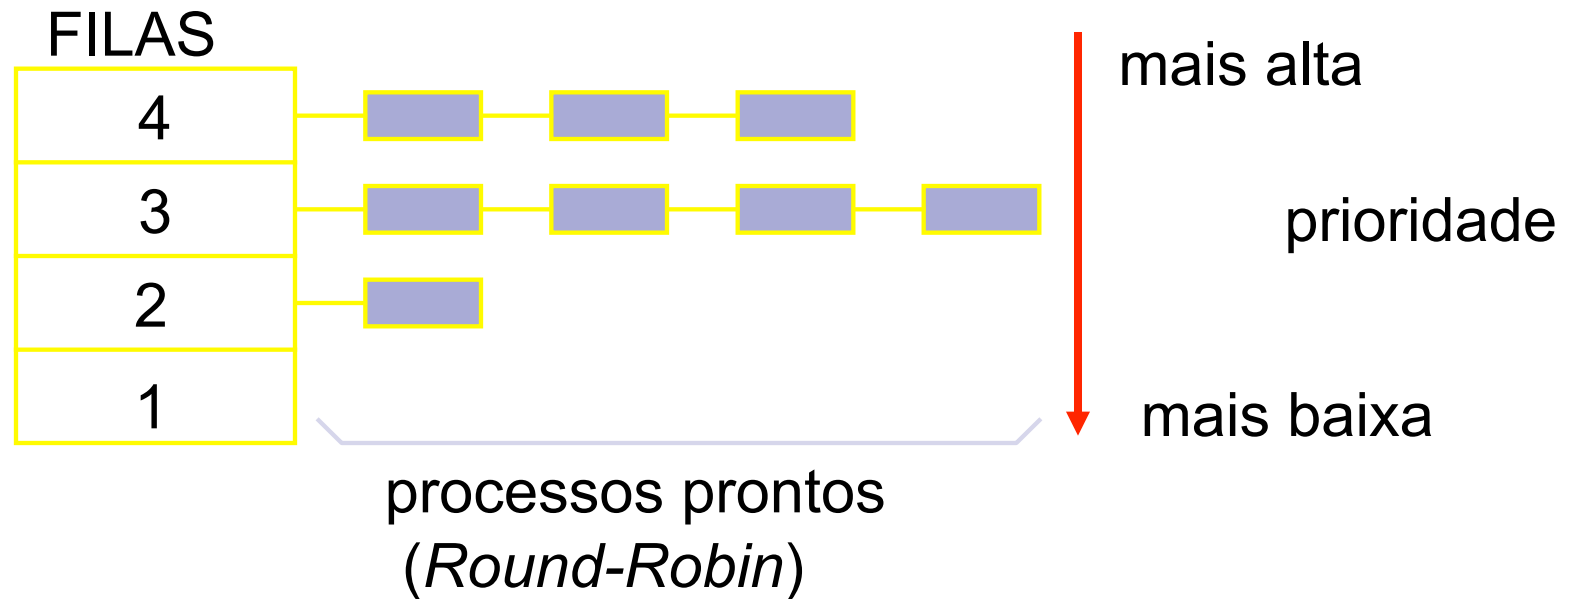 FILAS
4
3
2
1
mais alta
prioridade
mais baixa
processos prontos
(Round-Robin)